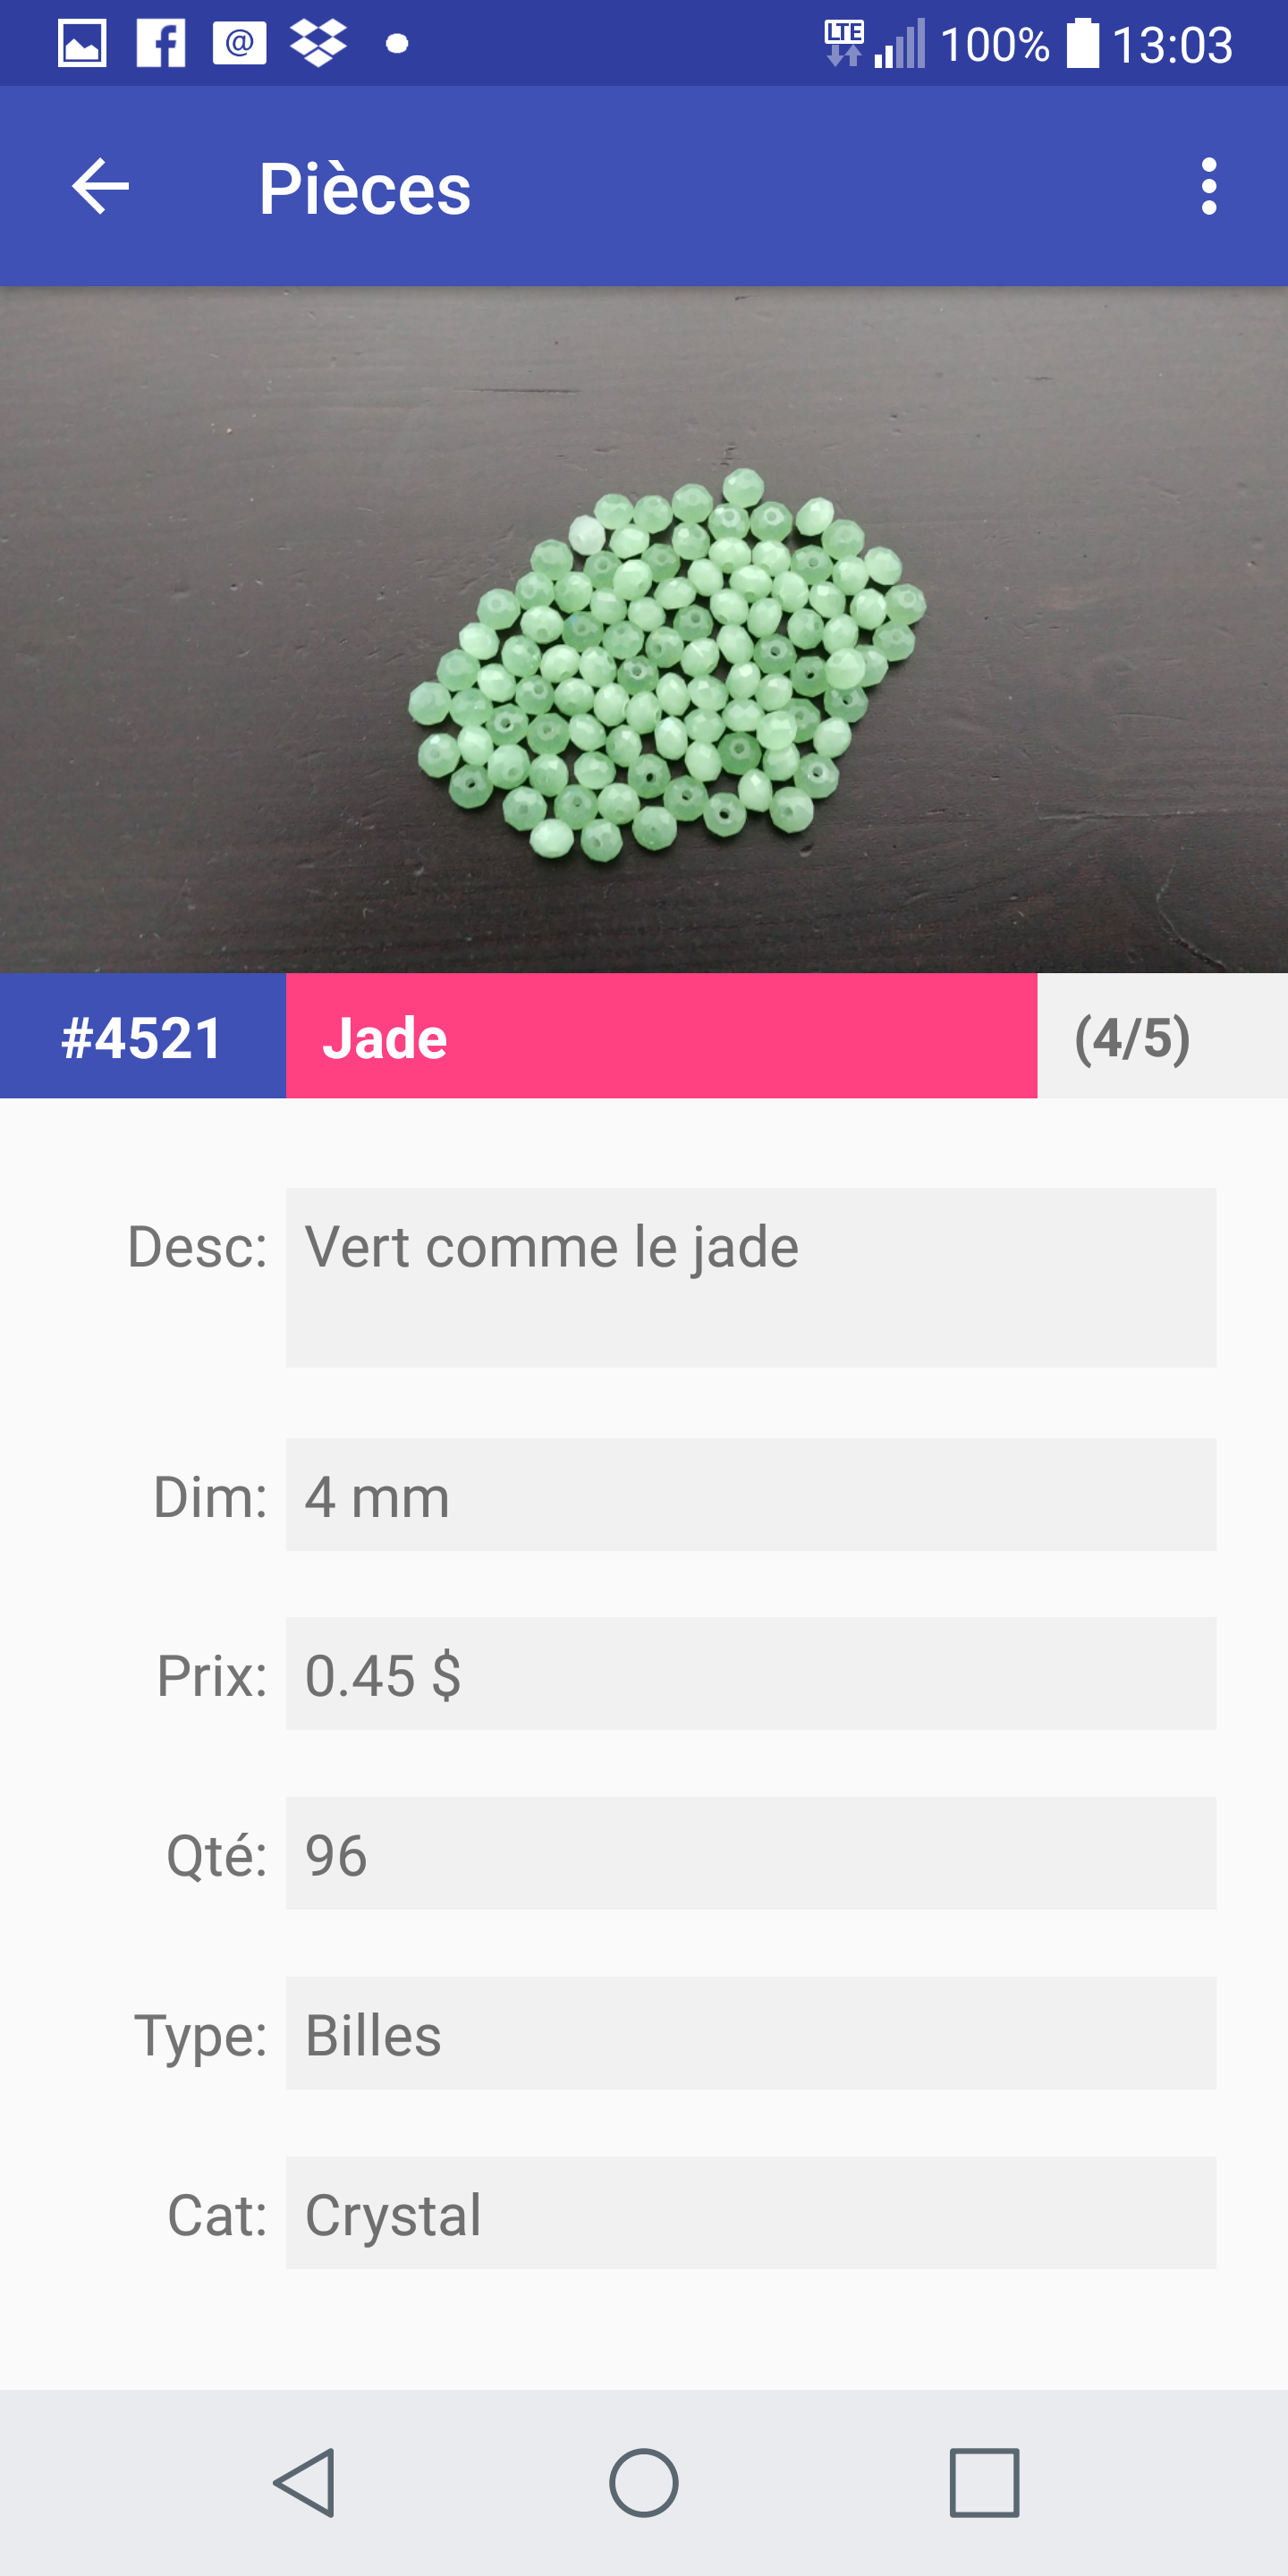 LTE 100% 13:03
Pièces
#4521 Jade (4/5)
Desc: Vert comme le jade
Dim: 4 mm
Prix: 0.45 $
Qté: 96
Type: Billes
Cat: Crystal